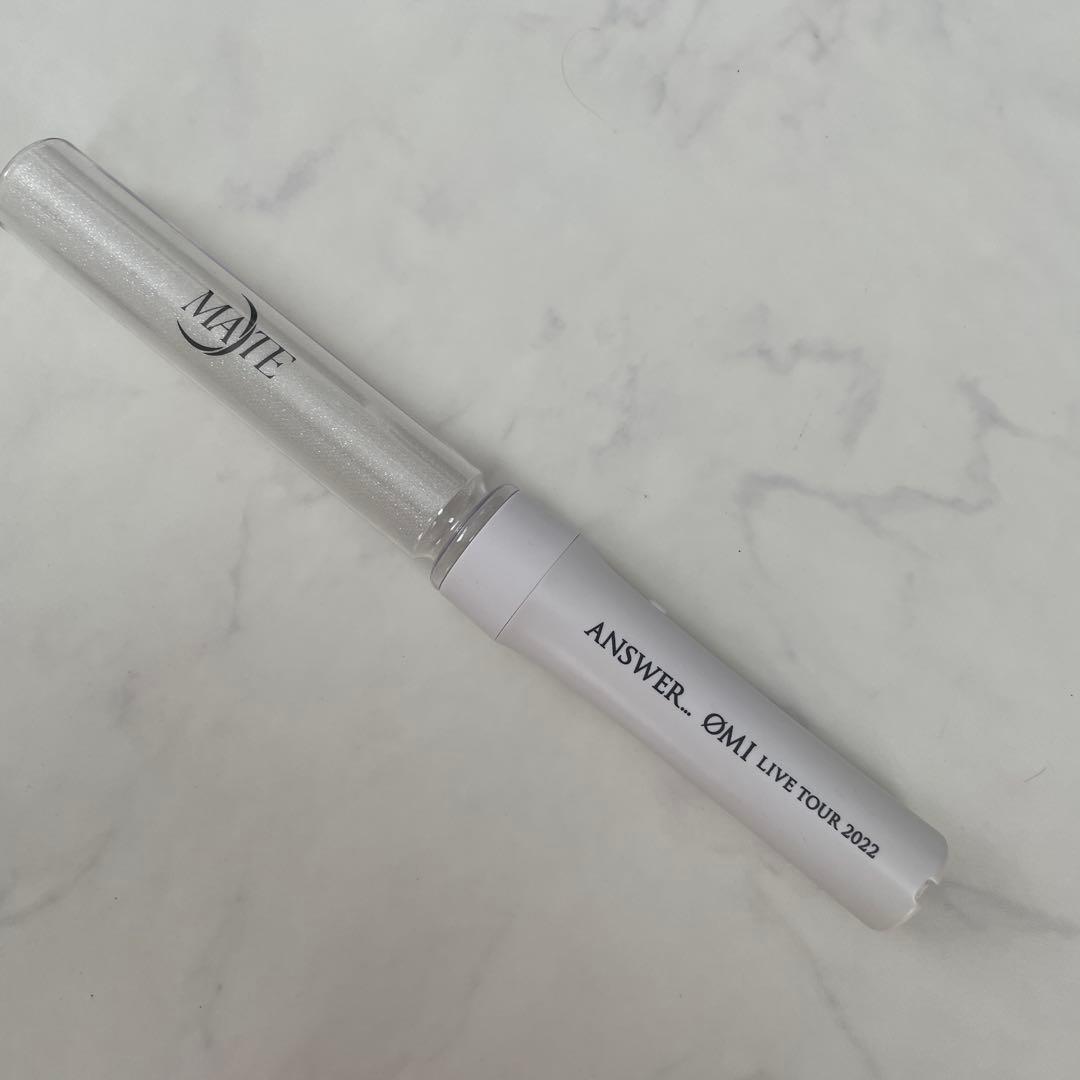 MATE
ANSWER... ØMI LIVE TOUR 2022